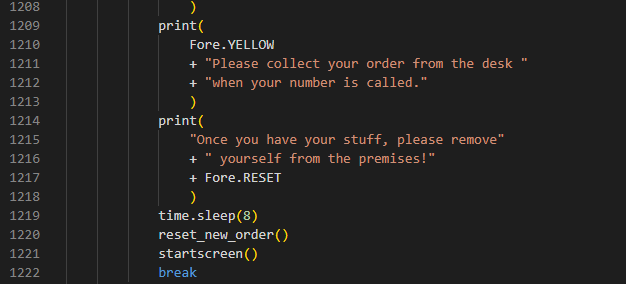 1208 )
1209 print(
1210 Fore.YELLOW
1211 + "Please collect your order from the desk "
1212 + "when your number is called."
1213 )
1214 print(
1215 "Once you have your stuff, please remove"
1216 + " yourself from the premises!"
1217 + Fore.RESET
1218 )
1219 time.sleep(8)
1220 reset_new_order()
1221 startscreen()
1222 break